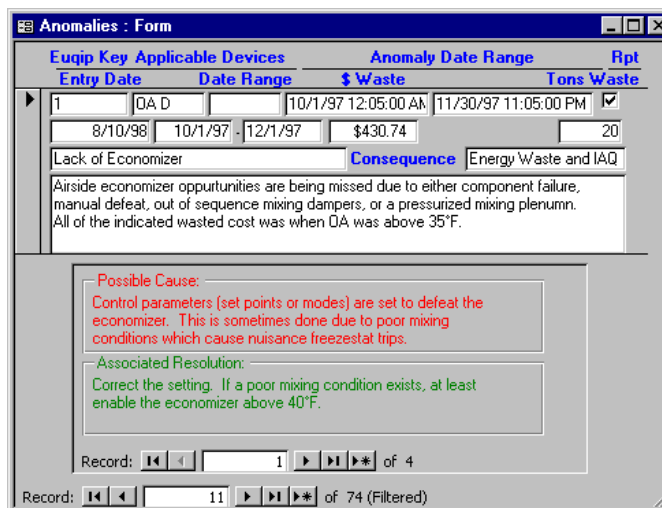 Anomalies : Form
Euqip Key Applicable Devices Anomaly Date Range Rpt
Entry Date Date Range $ Waste Tons Waste
1 OA D 10/1/97 12:05:00 AM 11/30/97 11:05:00 PM
8/10/98 10/1/97 - 12/1/97 $430.74 20
Lack of Economizer Consequence Energy Waste and IAQ
Airside economizer oppurtunities are being missed due to either component failure,
manual defeat, out of sequence mixing dampers, or a pressurized mixing plenumn.
All of the indicated wasted cost was when OA was above 35°F.
Possible Cause:
Control parameters (set points or modes) are set to defeat the
economizer. This is sometimes done due to poor mixing
conditions which cause nuisance freezestat trips.
Associated Resolution:
Correct the setting. If a poor mixing condition exists, at least
enable the economizer above 40°F.
Record: 1 of 4
Record: 11 of 74 (Filtered)